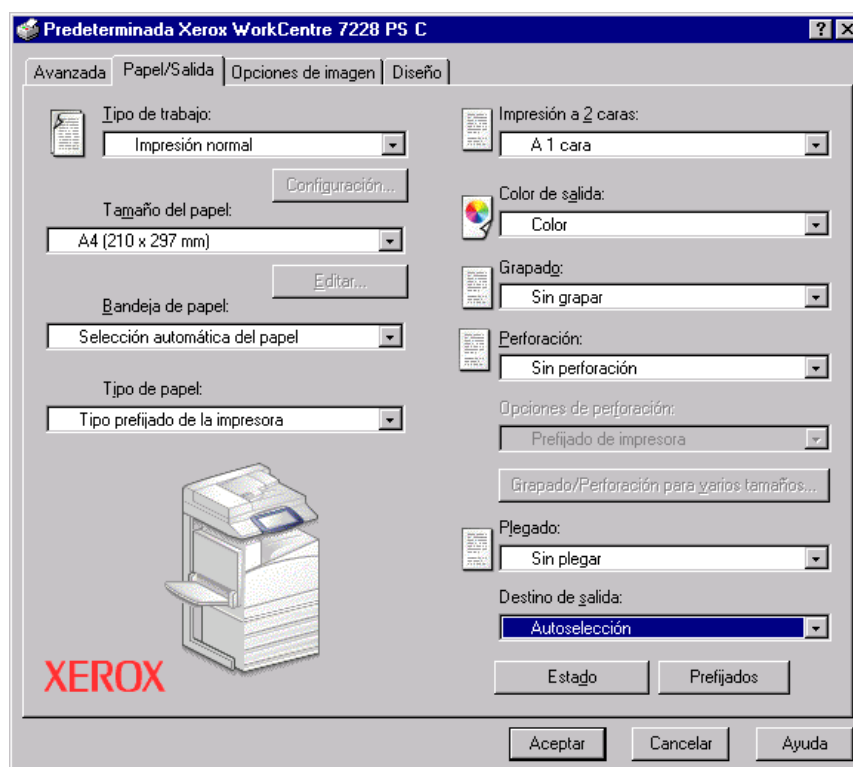 Predeterminada Xerox WorkCentre 7228 PS C
Avanzada
Papel/Salida
Opciones de imagen
Diseño
Tipo de trabajo:
Impresión normal
Configuración...
Tamaño del papel:
A4 (210 x 297 mm)
Editar...
Bandeja de papel:
Selección automática del papel
Tipo de papel:
Tipo prefijado de la impresora
XEROX
Impresión a 2 caras:
A 1 cara
Color de salida:
Color
Grapado:
Sin grapar
Perforación:
Sin perforación
Opciones de perforación:
Prefijado de impresora
Grapado/Perforación para varios tamaños...
Plegado:
Sin plegar
Destino de salida:
Autoselección
Estado
Prefijados
Aceptar
Cancelar
Ayuda